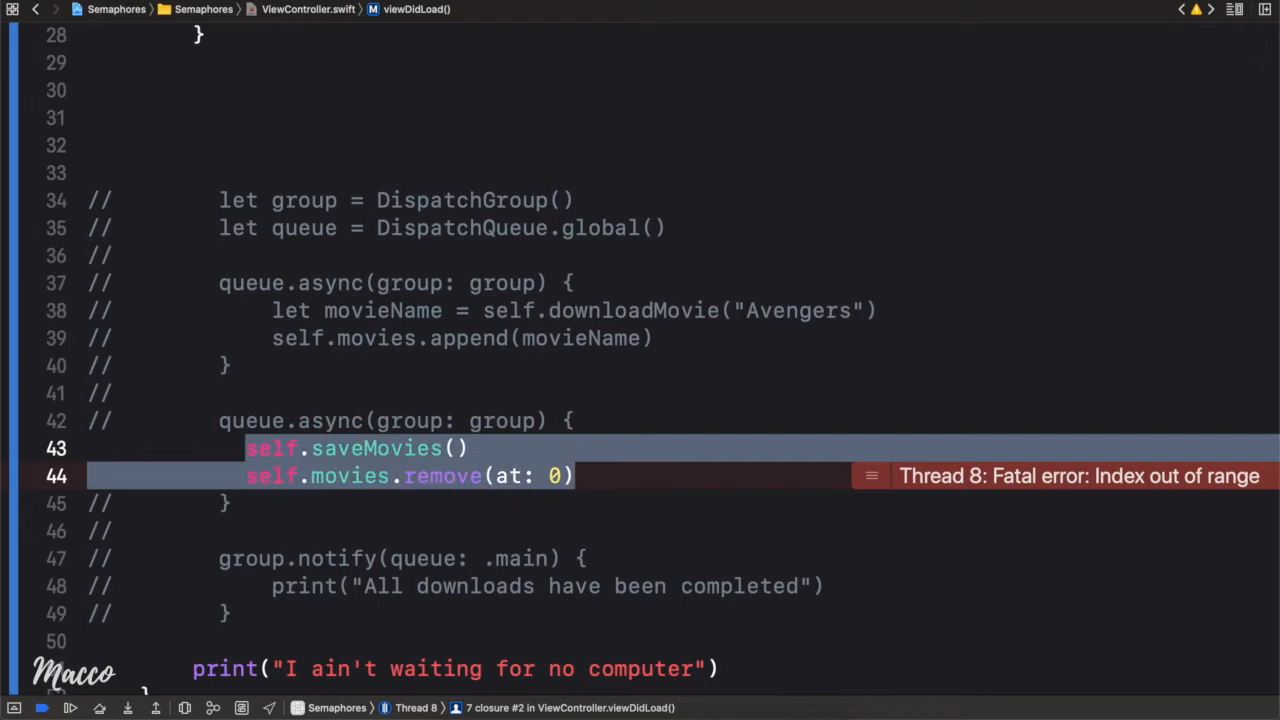 Semaphores Semaphores ViewController.swift M viewDidLoad()
28 }
29
30
31
32
33
34 // let group = DispatchGroup()
35 // let queue = DispatchQueue.global()
36 //
37 // queue.async(group: group) {
38 // let movieName = self.downloadMovie("Avengers")
39 // self.movies.append(movieName)
40 // }
41 //
42 // queue.async(group: group) {
43 self.saveMovies()
44 self.movies.remove(at: 0) Thread 8: Fatal error: Index out of range
45 // }
46 //
47 // group.notify(queue: .main) {
48 // print("All downloads have been completed")
49 // }
50
print("I ain't waiting for no computer")
Macco
Semaphores Thread 8 7 closure #2 in ViewController.viewDidLoad()